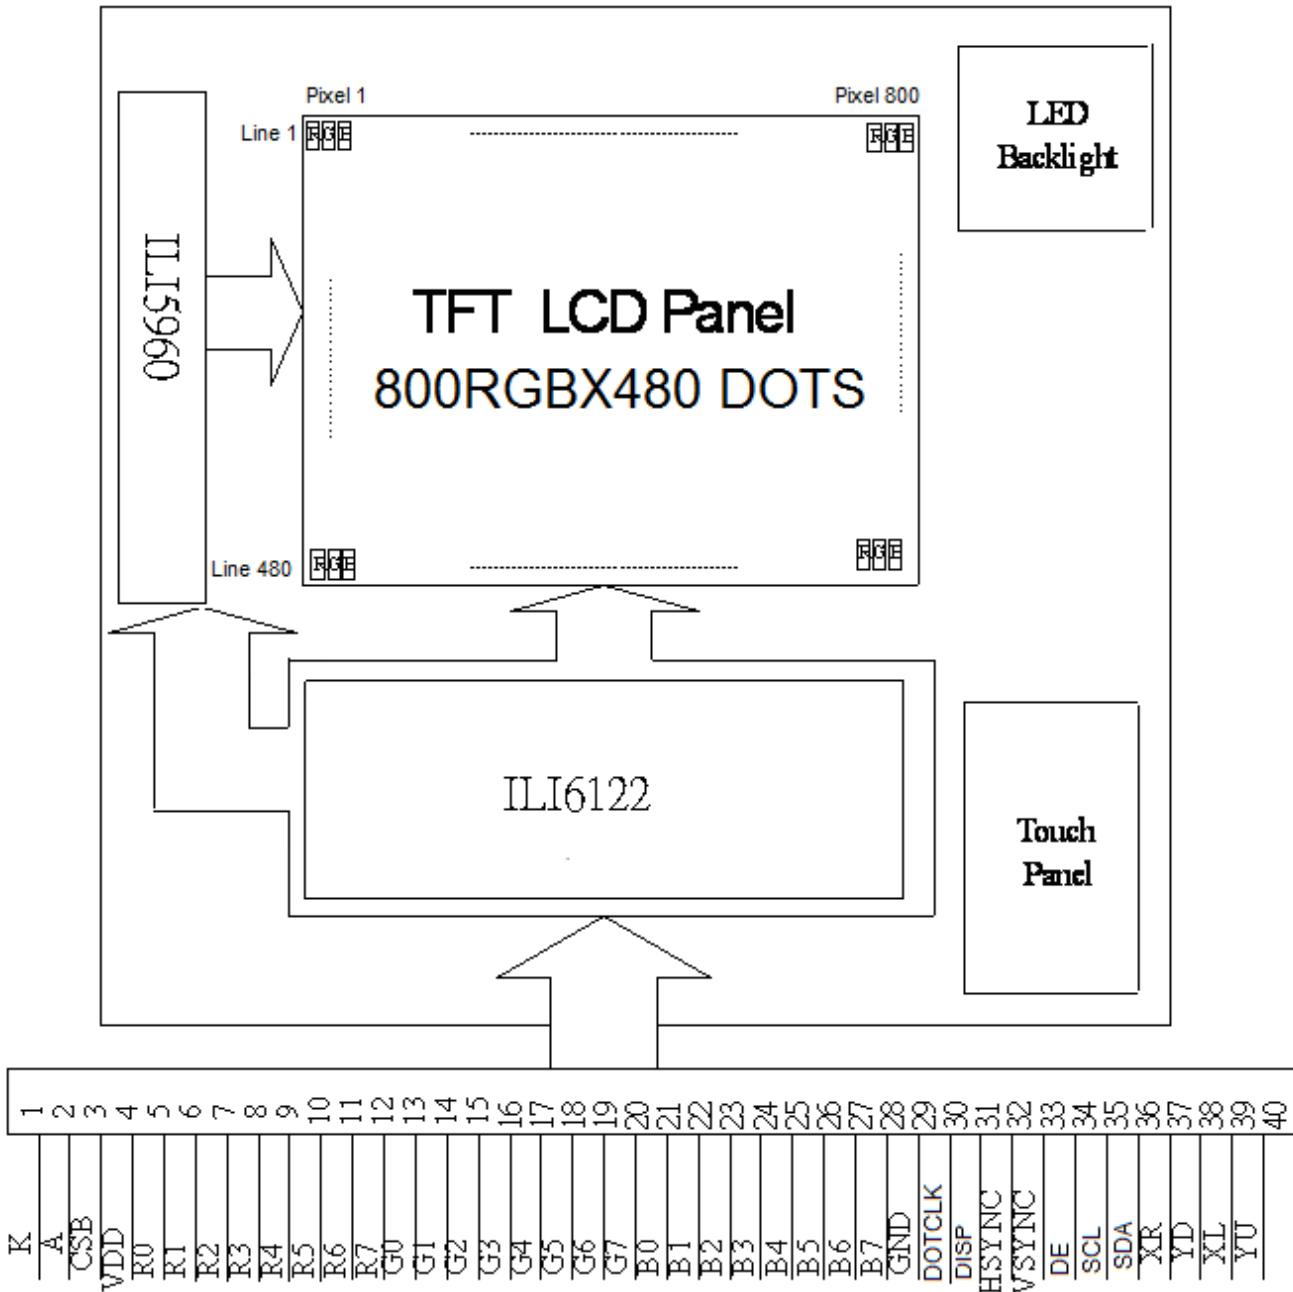 Pixel 1
Pixel 800
Line 1
R G B
R G B
LED
Backlight
ILI5960
TFT LCD Panel
800RGBX480 DOTS
Line 480
R G B
R G B
ILI6122
Touch
Panel
1 2 3 4 5 6 7 8 9 10 11 12 13 14 15 16 17 18 19 20 21 22 23 24 25 26 27 28 29 30 31 32 33 34 35 36 37 38 39 40
K A CSB VDD R0 R1 R2 R3 R4 R5 R6 R7 G0 G1 G2 G3 G4 G5 G6 G7 B0 B1 B2 B3 B4 B5 B6 B7 GND DOTCLK DISP HSYNC VSYNC DE SCL SDA XR YD XL YU